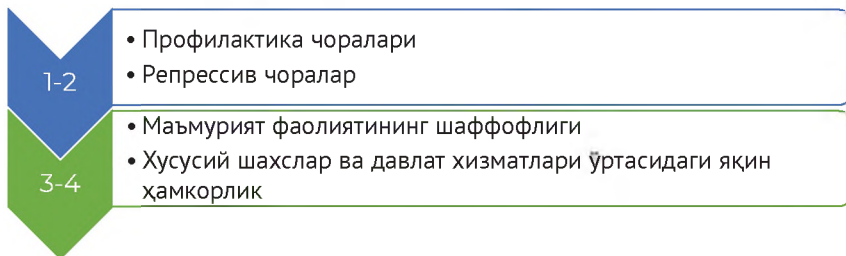 1-2
• Профилактика чоралари
• Репрессив чоралар
3-4
• Маъмурият фаолиятининг шаффофлиги
• Хусусий шахслар ва давлат хизматлари ўртасидаги яқин
ҳамкорлик